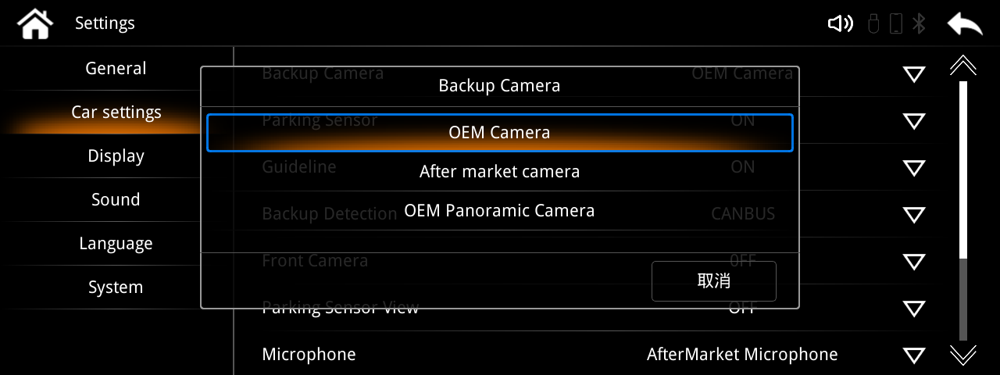 Settings
General
Car settings
Display
Sound
Language
System
Backup Camera
OEM Camera
After market camera
OEM Panoramic Camera
取消
Backup Camera OEM Camera
Parking Sensor ON
Guideline ON
Backup Detection CANBUS
Front Camera 0FF
Parking Sensor View OFF
Microphone AfterMarket Microphone